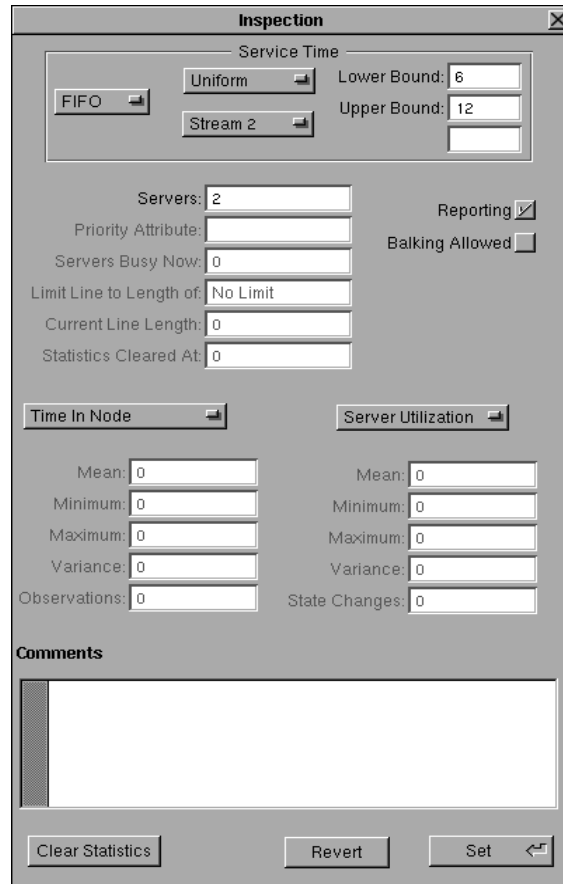 Inspection
Service Time
FIFO
Uniform
Stream 2
Lower Bound: 6
Upper Bound: 12
Servers: 2
Priority Attribute:
Servers Busy Now: 0
Limit Line to Length of: No Limit
Current Line Length: 0
Statistics Cleared At: 0
Reporting
Balking Allowed
Time In Node
Mean: 0
Minimum: 0
Maximum: 0
Variance: 0
Observations: 0
Server Utilization
Mean: 0
Minimum: 0
Maximum: 0
Variance: 0
State Changes: 0
Comments
Clear Statistics
Revert
Set